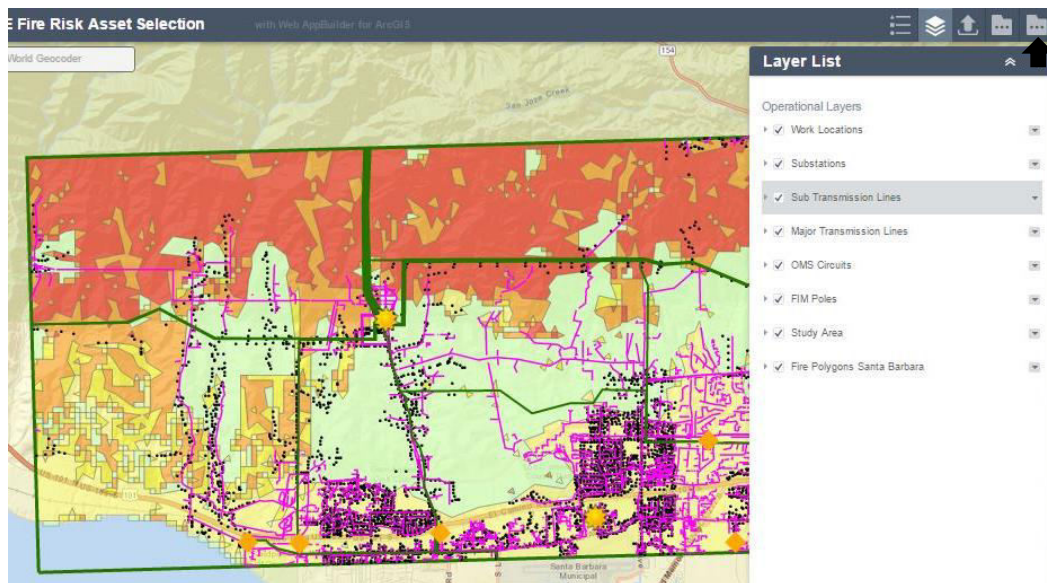 E Fire Risk Asset Selection
with Web AppBuilder for ArcGIS
World Geocoder
154
San Jose Creek
Layer List
Operational Layers
Work Locations
Substations
Sub Transmission Lines
Major Transmission Lines
OMS Circuits
FIM Poles
Study Area
Fire Polygons Santa Barbara
101
Santa Barbara
Municipal